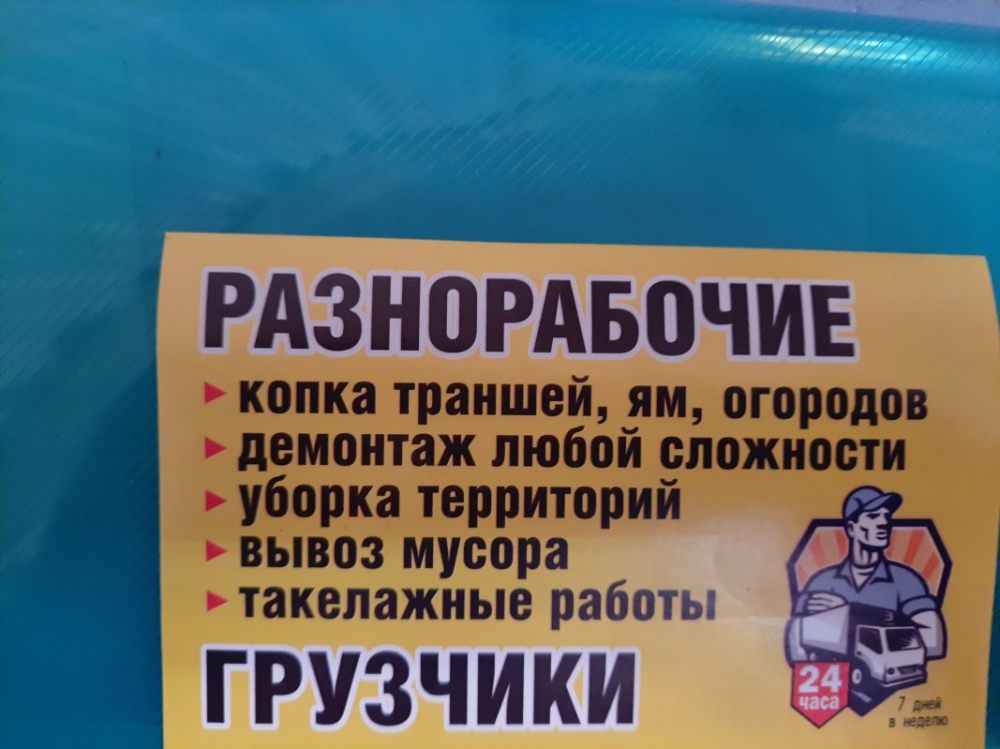 РАЗНОРАБОЧИЕ
копка траншей, ям, огородов
демонтаж любой сложности
уборка территорий
вывоз мусора
такелажные работы
ГРУЗЧИКИ
24
часа
7 дней
в неделю